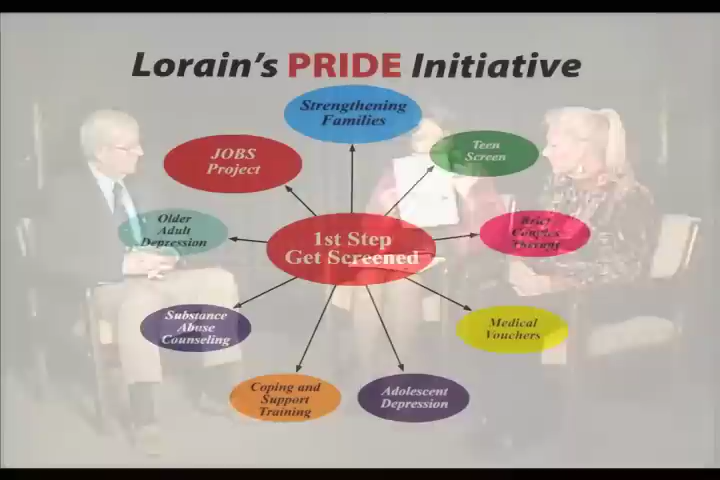 Lorain's PRIDE Initiative
Strengthening
Families
JOBS
Project
Teen
Screen
Older
Adult
Depression
1st Step
Get Screened
Brief
Couples
Therapy
Substance
Abuse
Counseling
Medical
Vouchers
Coping and
Support
Training
Adolescent
Depression